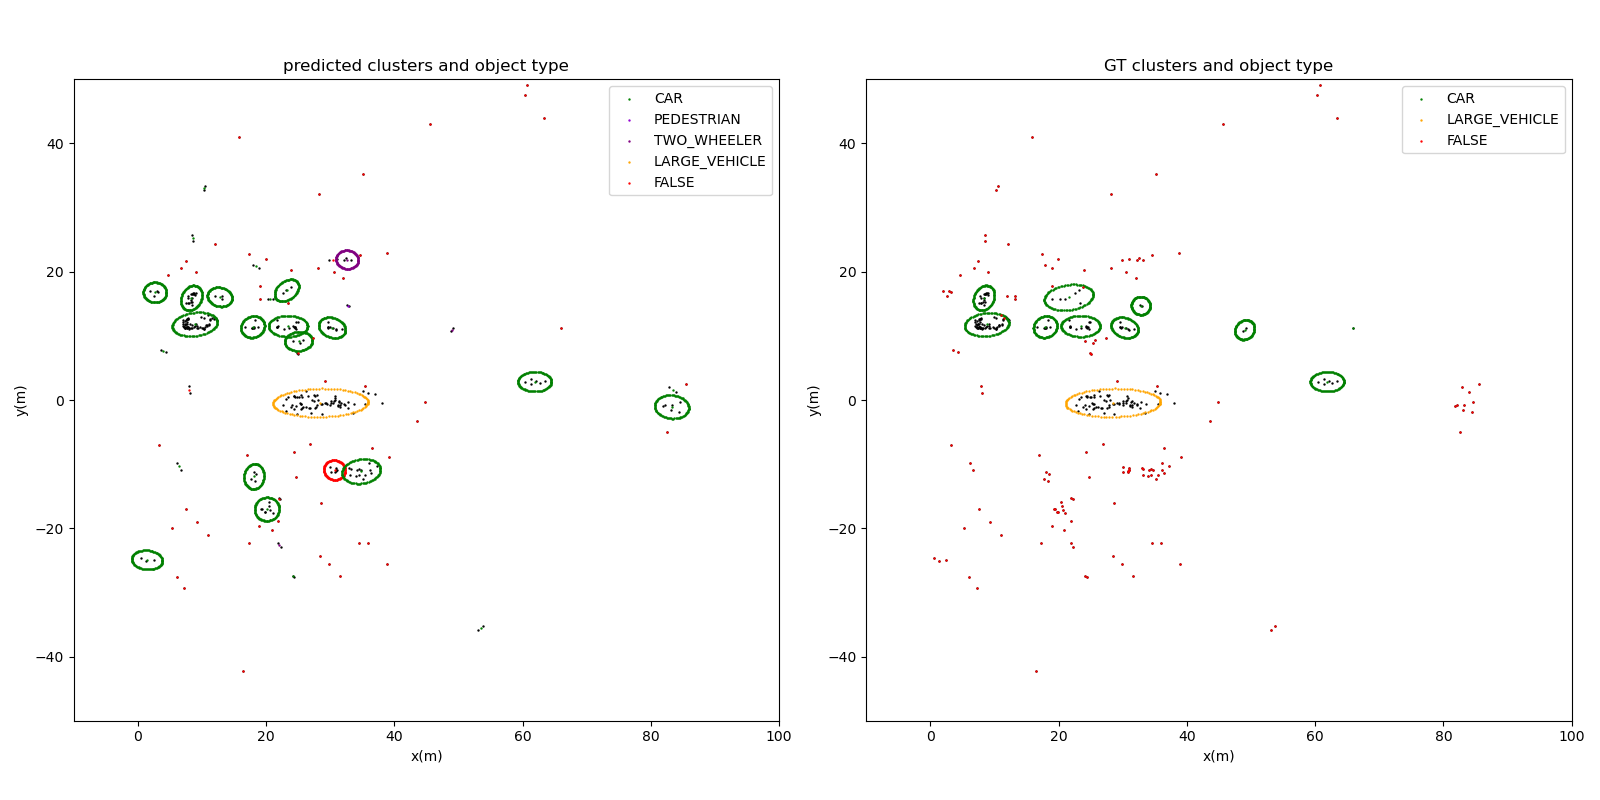 predicted clusters and object type
CAR
PEDESTRIAN
TWO_WHEELER
LARGE_VEHICLE
FALSE
40
20
0
−20
−40
y(m)
0 20 40 60 80 100
x(m)
GT clusters and object type
CAR
LARGE_VEHICLE
FALSE
40
20
0
−20
−40
y(m)
0 20 40 60 80 100
x(m)